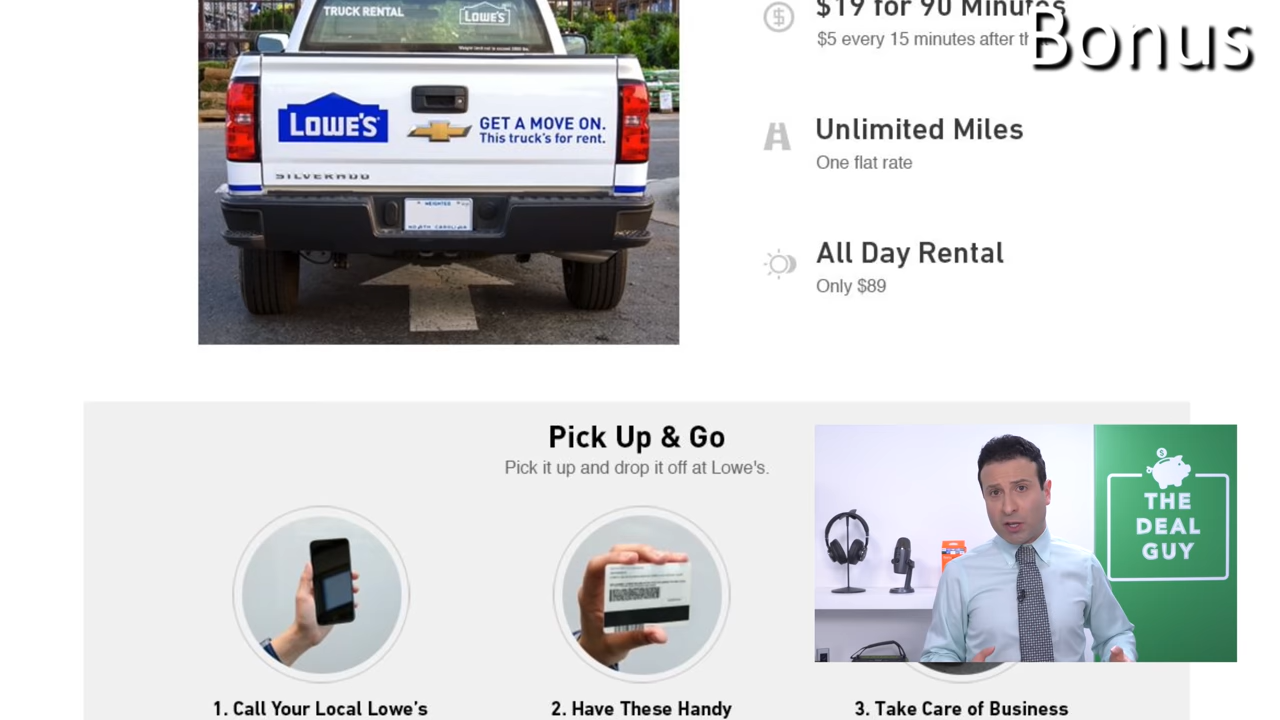 TRUCK RENTAL
LOWE'S
LOWE'S
GET A MOVE ON.
This truck's for rent.
SILVERADO
NORTH CAROLINA
$19 for 90 Minutes
$5 every 15 minutes after th
Bonus
Unlimited Miles
One flat rate
All Day Rental
Only $89
Pick Up & Go
Pick it up and drop it off at Lowe's.
THE
DEAL
GUY
1. Call Your Local Lowe's
2. Have These Handy
3. Take Care of Business